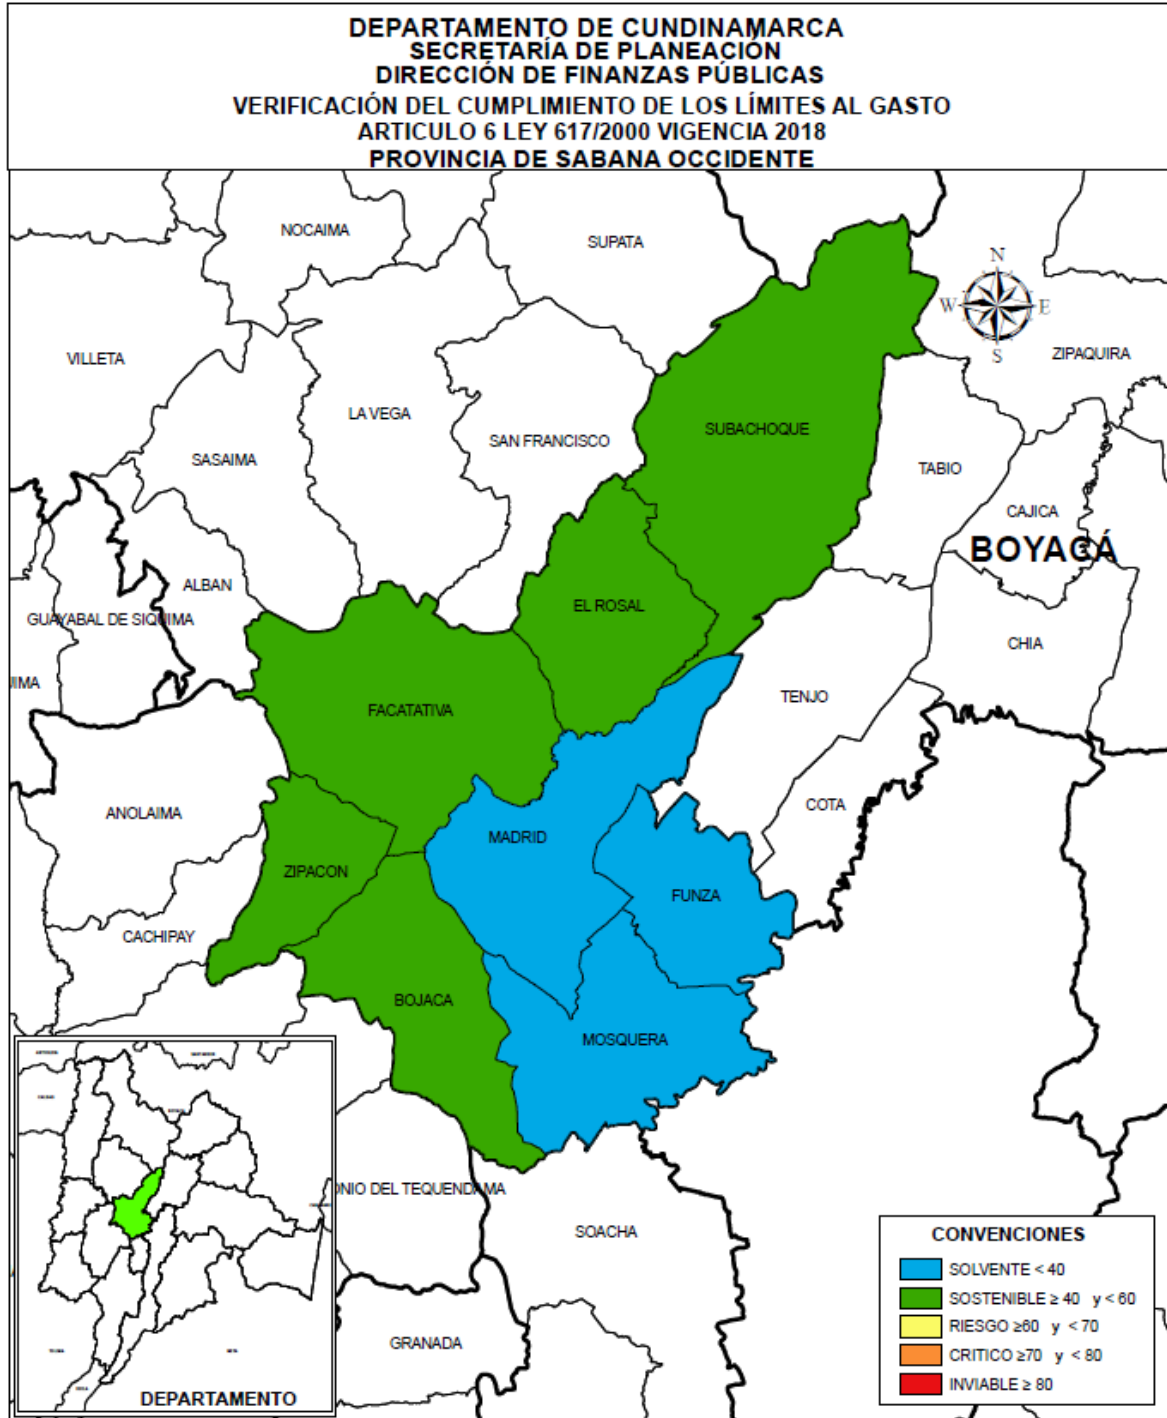 DEPARTAMENTO DE CUNDINAMARCA
SECRETARÍA DE PLANEACIÓN
DIRECCIÓN DE FINANZAS PÚBLICAS
VERIFICACIÓN DEL CUMPLIMIENTO DE LOS LÍMITES AL GASTO
ARTICULO 6 LEY 617/2000 VIGENCIA 2018
PROVINCIA DE SABANA OCCIDENTE
NOCAIMA
SUPATA
N
W
E
S
ZIPAQUIRA
VILLETA
LA VEGA
SAN FRANCISCO
SUBACHOQUE
SASAIMA
TABIO
CAJICA
BOYACÁ
ALBAN
EL ROSAL
GUAYABAL DE SIQUIMA
CHIA
JIMA
FACATATIVA
TENJO
ANOLAIMA
COTA
MADRID
ZIPACON
FUNZA
CACHIPAY
BOJACA
MOSQUERA
ONIO DEL TEQUENDAMA
SOACHA
GRANADA
DEPARTAMENTO
CONVENCIONES
SOLVENTE < 40
SOSTENIBLE ≥ 40 y < 60
RIESGO ≥60 y < 70
CRITICO ≥70 y < 80
INVIABLE ≥ 80